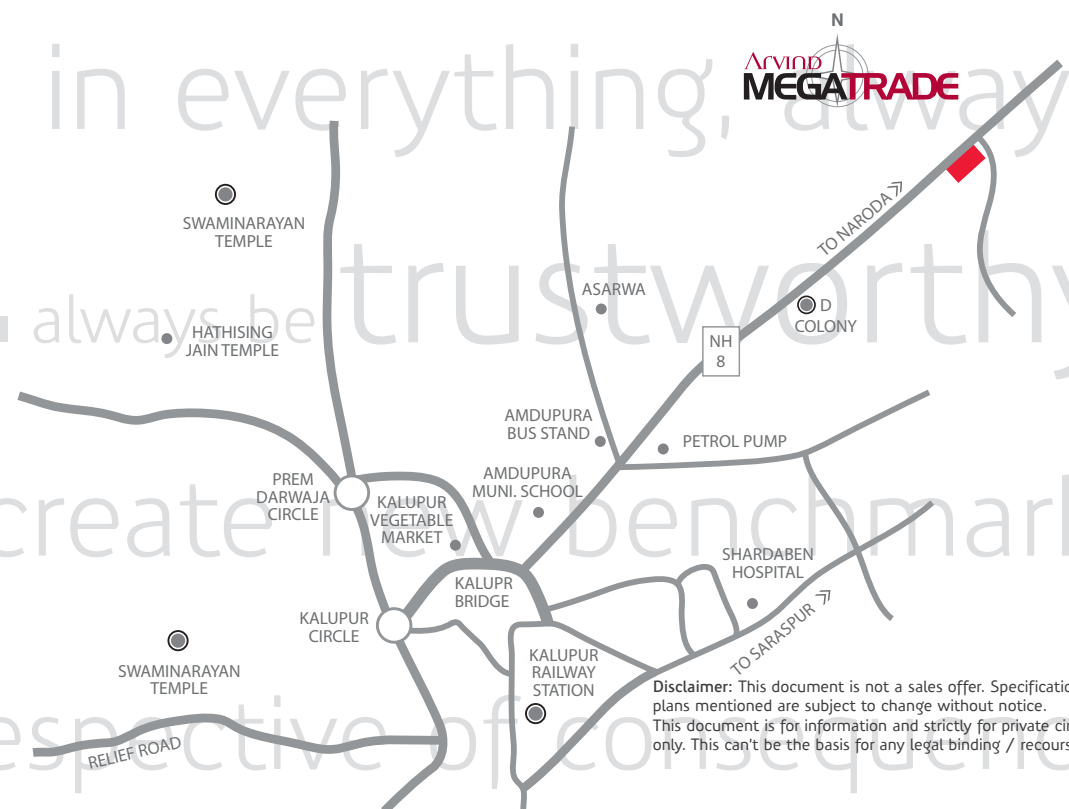 N
Arvind
MEGATRADE
in everything, alway
SWAMINARAYAN
TEMPLE
TO NARODA
always be trustworthy
ASARWA
D
COLONY
HATHISING
JAIN TEMPLE
NH
8
AMDUPURA
BUS STAND
PETROL PUMP
AMDUPURA
MUNI. SCHOOL
PREM
DARWAJA
CIRCLE
KALUPUR
VEGETABLE
MARKET
create new benchmark
SHARDABEN
HOSPITAL
KALUPR
BRIDGE
KALUPUR
CIRCLE
TO SARASPUR
SWAMINARAYAN
TEMPLE
KALUPUR
RAILWAY
STATION
Disclaimer: This document is not a sales offer. Specificatio
plans mentioned are subject to change without notice.
This document is for information and strictly for private cir
only. This can't be the basis for any legal binding / recours
espective of consequenc
RELIEF ROAD